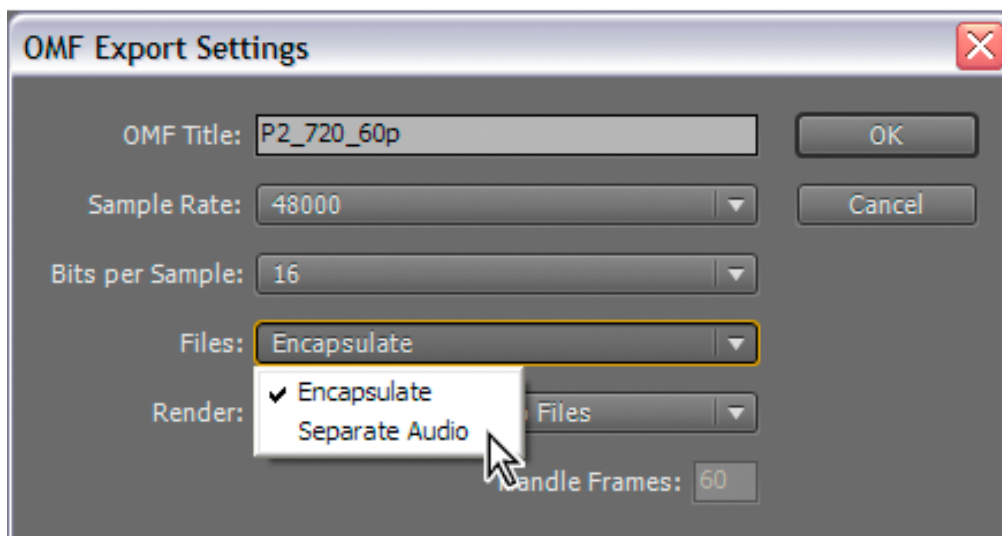 OMF Export Settings
OMF Title: P2_720_60p
OK
Sample Rate: 48000
Cancel
Bits per Sample: 16
Files: Encapsulate
Encapsulate
Separate Audio
Render: Files
Handle Frames: 60